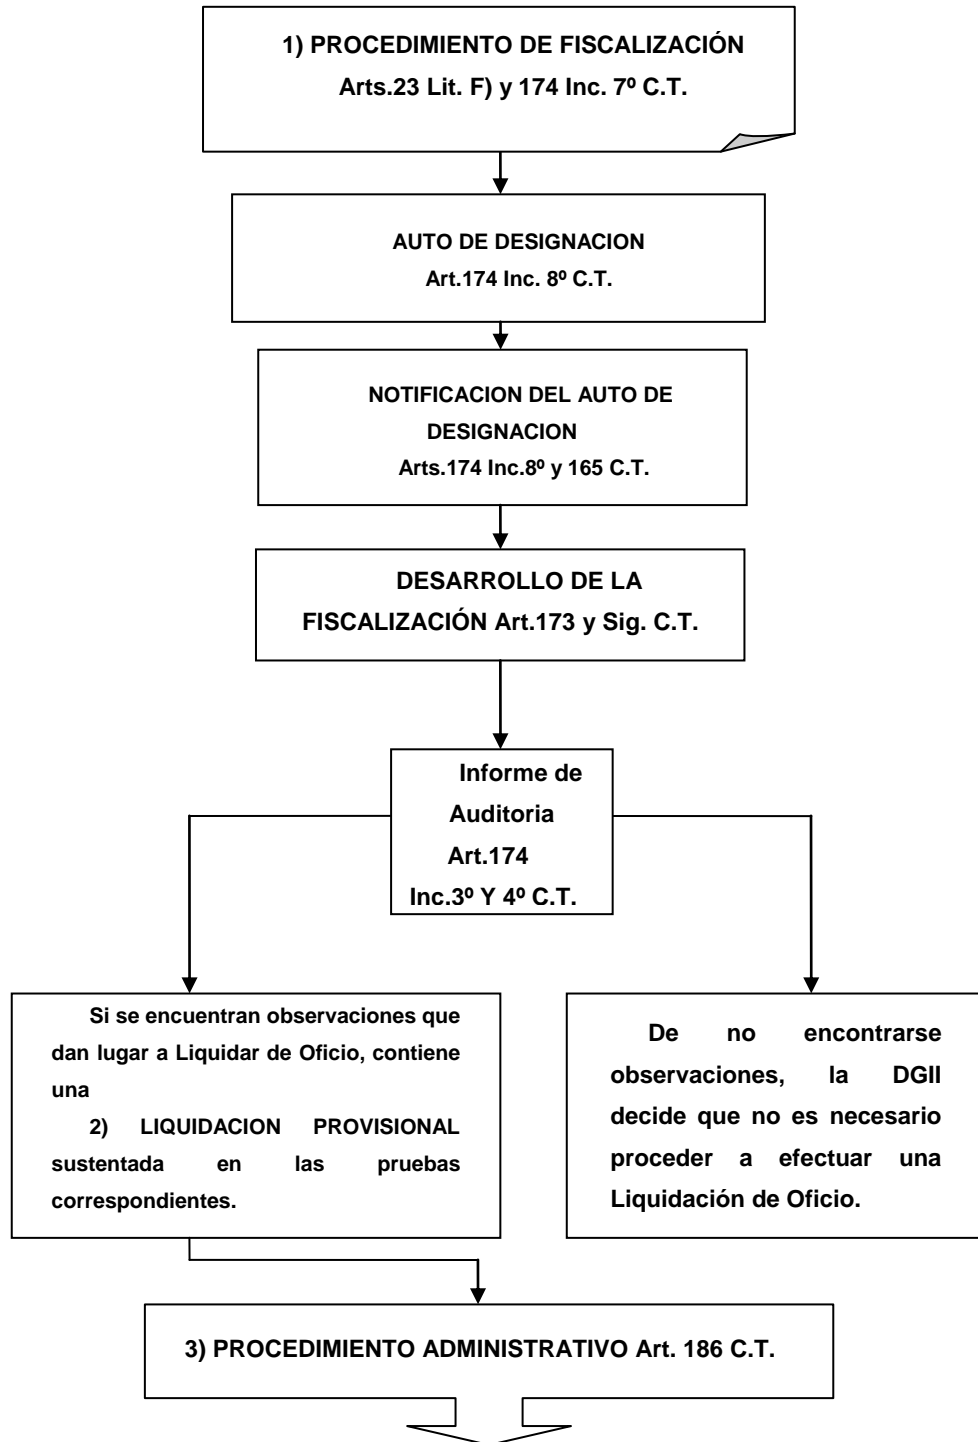 1) PROCEDIMIENTO DE FISCALIZACIÓN
Arts.23 Lit. F) y 174 Inc. 7º C.T.
AUTO DE DESIGNACION
Art.174 Inc. 8º C.T.
NOTIFICACION DEL AUTO DE
DESIGNACION
Arts.174 Inc.8º y 165 C.T.
DESARROLLO DE LA
FISCALIZACIÓN Art.173 y Sig. C.T.
Informe de
Auditoria
Art.174
Inc.3º Y 4º C.T.
Si se encuentran observaciones que
dan lugar a Liquidar de Oficio, contiene
una
2) LIQUIDACION PROVISIONAL
sustentada en las pruebas
correspondientes.
De no encontrarse
observaciones, la DGII
decide que no es necesario
proceder a efectuar una
Liquidación de Oficio.
3) PROCEDIMIENTO ADMINISTRATIVO Art. 186 C.T.